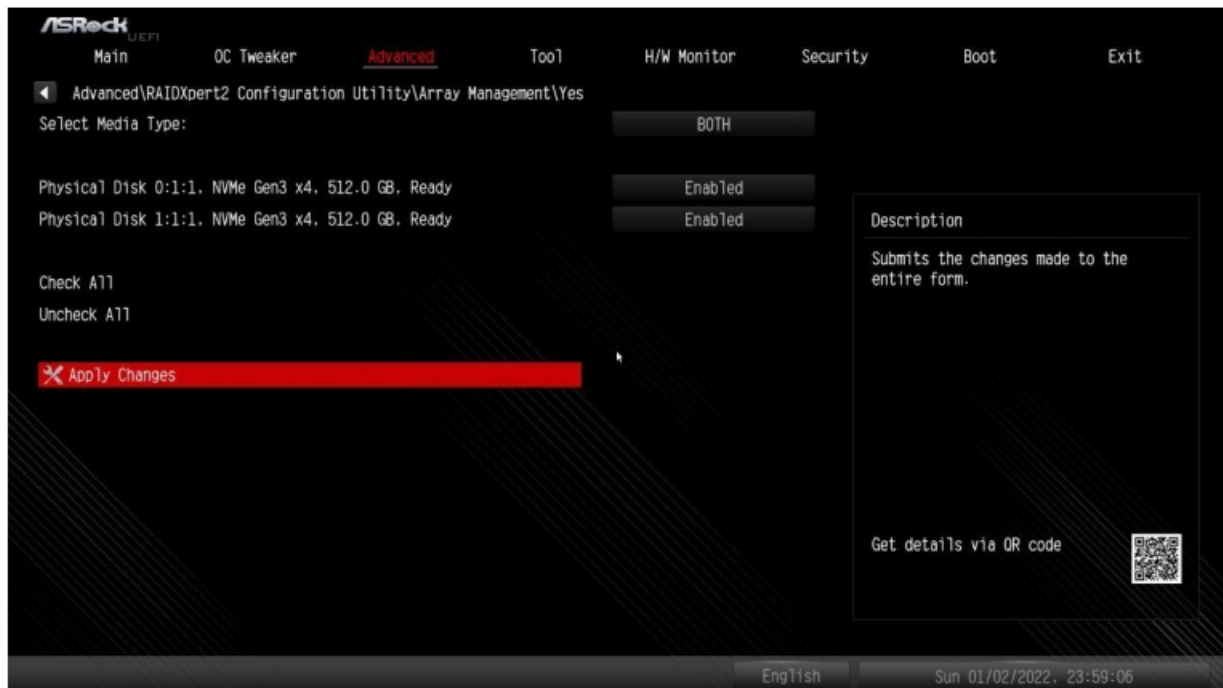 ASRock UEFI
Main OC Tweaker Advanced Tool H/W Monitor Security Boot Exit
Advanced\RAIDXpert2 Configuration Utility\Array Management\Yes
Select Media Type: BOTH
Physical Disk 0:1:1, NVMe Gen3 x4, 512.0 GB, Ready Enabled
Physical Disk 1:1:1, NVMe Gen3 x4, 512.0 GB, Ready Enabled
Check All
Uncheck All
Apply Changes
Description
Submits the changes made to the
entire form.
Get details via QR code
English Sun 01/02/2022, 23:59:06